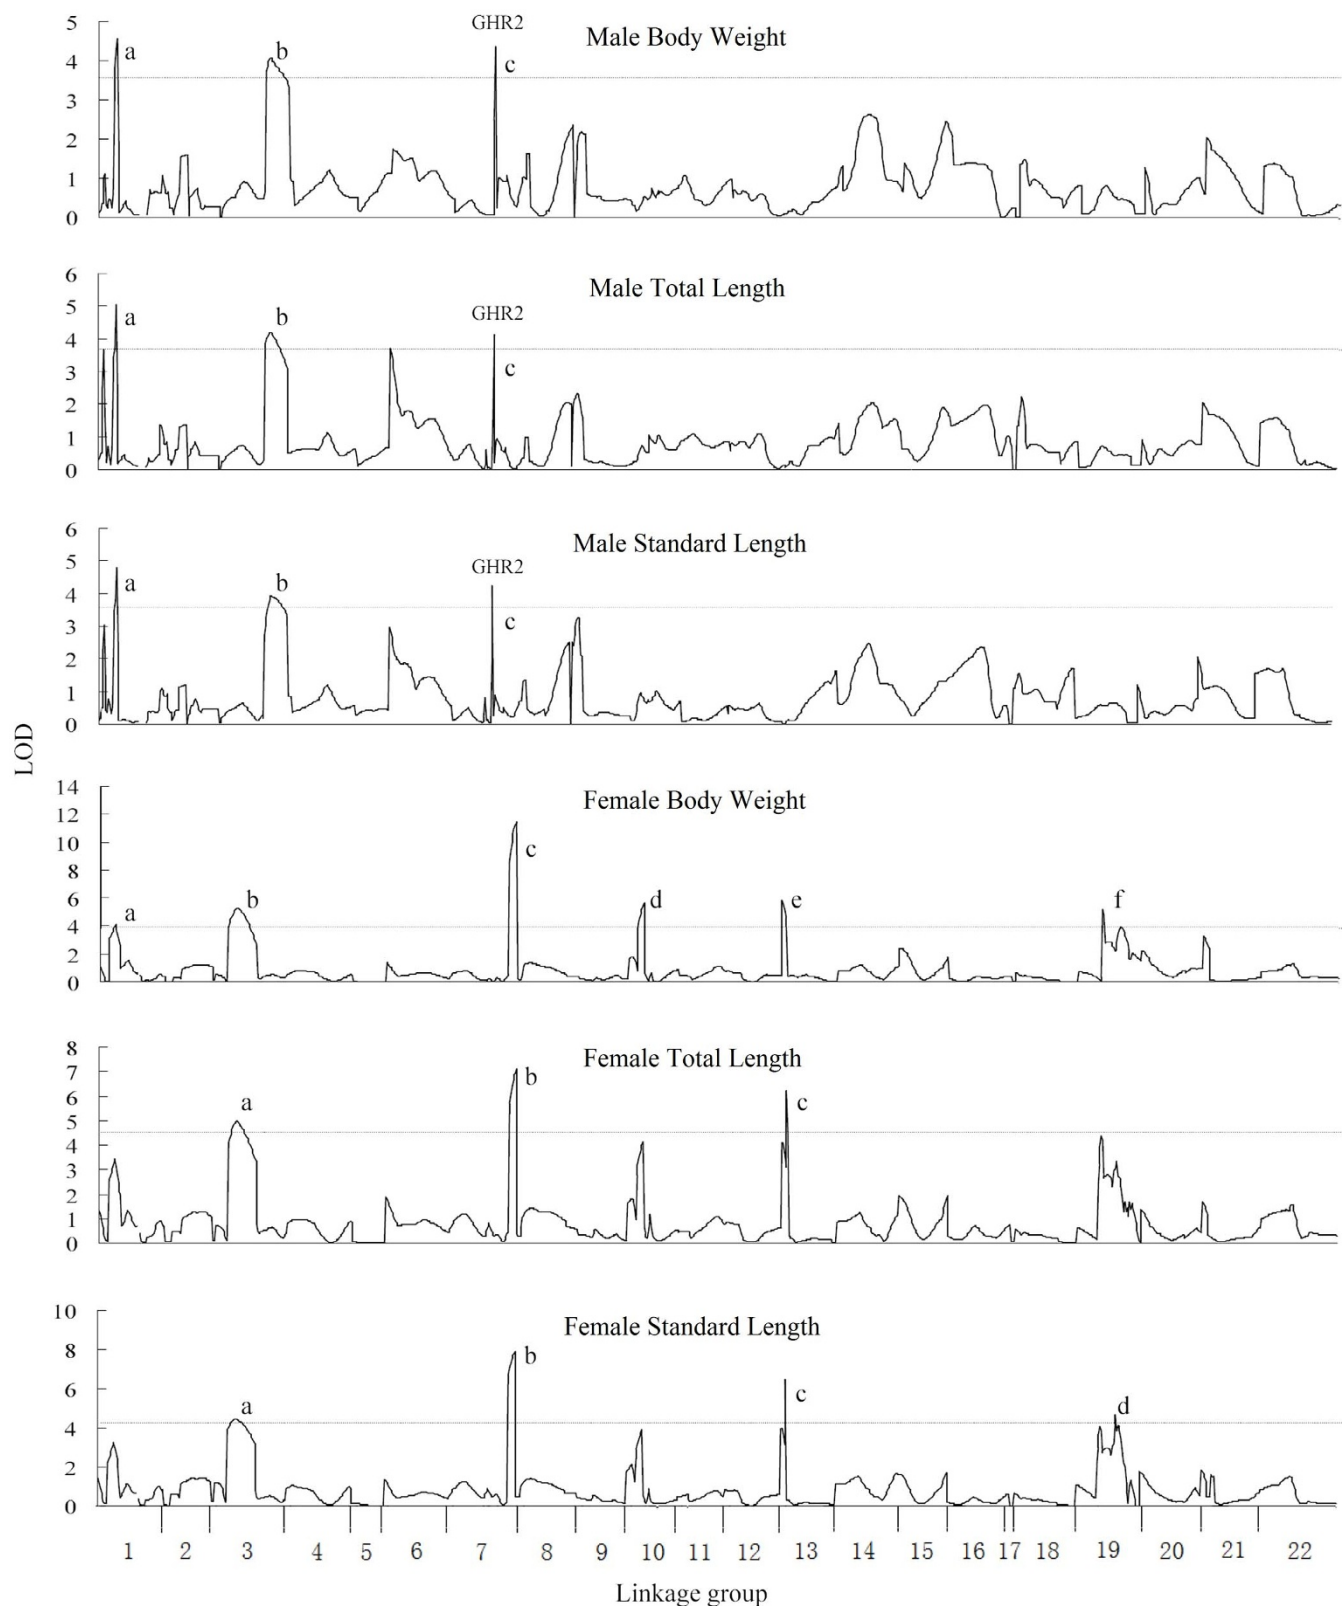 Male Body Weight
GHR2
5
4
3
2
1
0
a
b
c
Male Total Length
GHR2
6
5
4
3
2
1
0
a
b
c
Male Standard Length
GHR2
6
5
4
3
2
1
0
a
b
c
LOD
Female Body Weight
14
12
10
8
6
4
2
0
a
b
c
d
e
f
Female Total Length
8
7
6
5
4
3
2
1
0
a
b
c
Female Standard Length
10
8
6
4
2
0
a
b
c
d
1 2 3 4 5 6 7 8 9 10 11 12 13 14 15 16 17 18 19 20 21 22
Linkage group